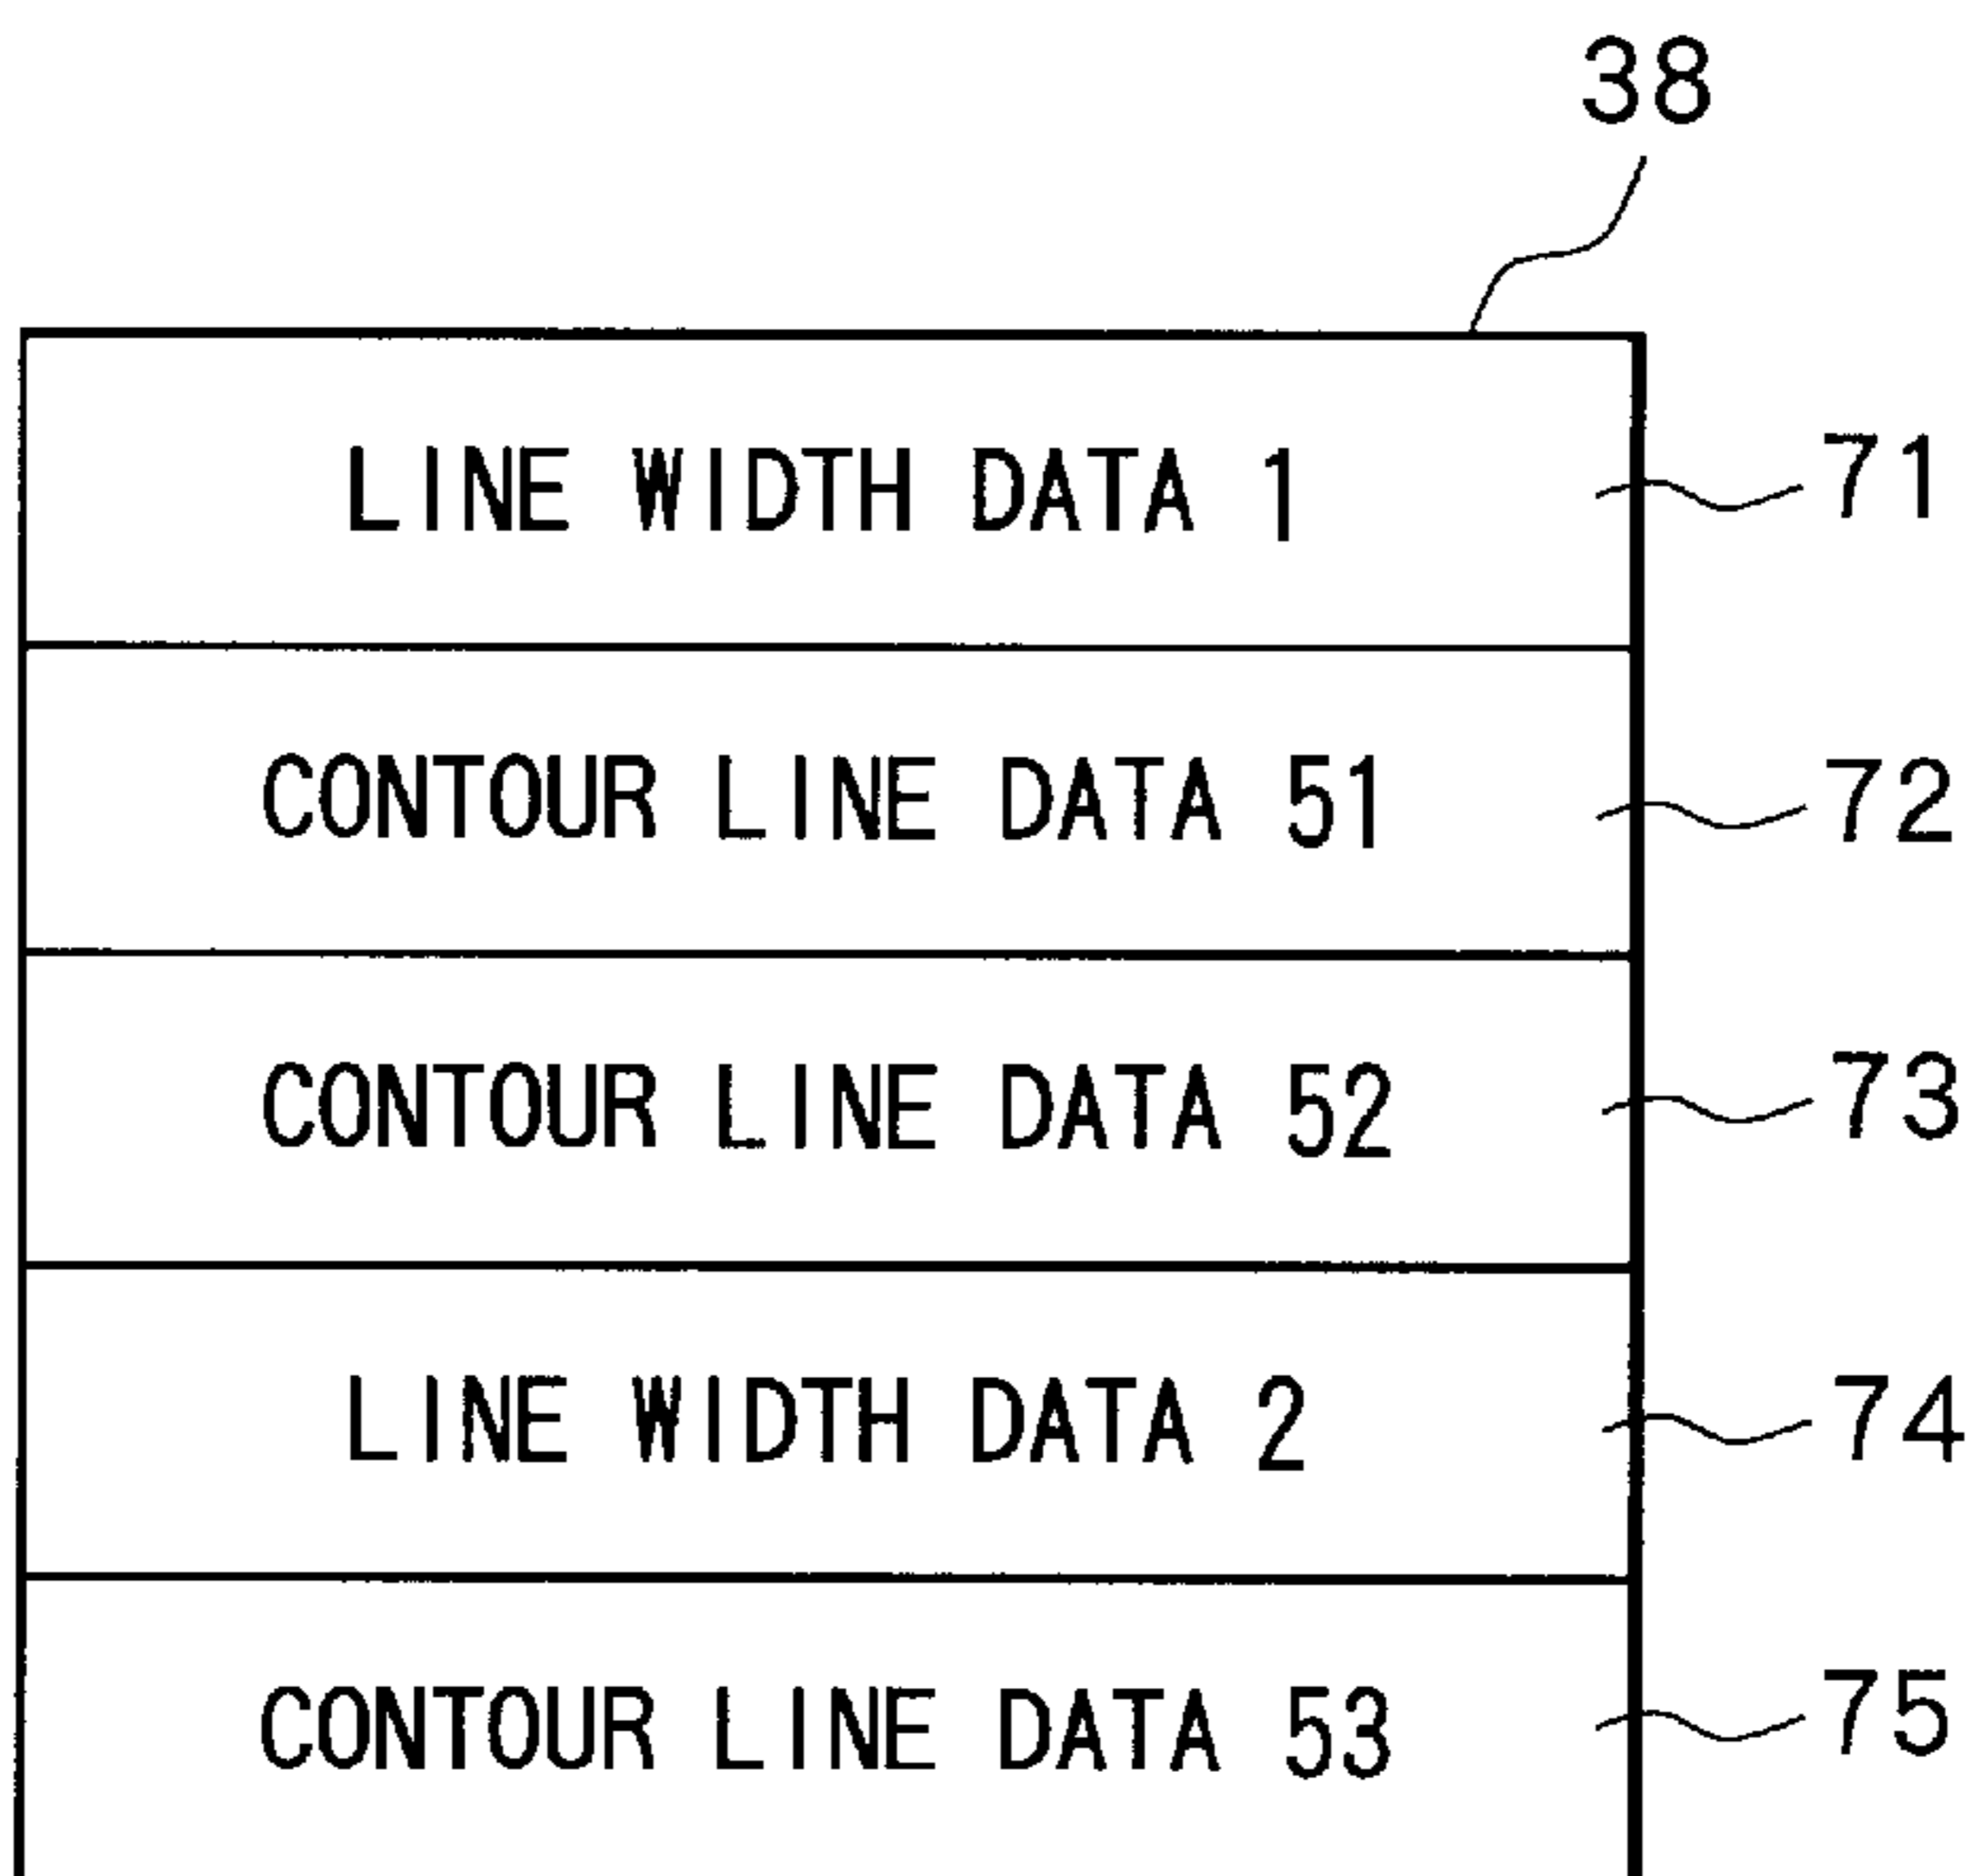 38
LINE WIDTH DATA 1 71
CONTOUR LINE DATA 51 72
CONTOUR LINE DATA 52 73
LINE WIDTH DATA 2 74
CONTOUR LINE DATA 53 75